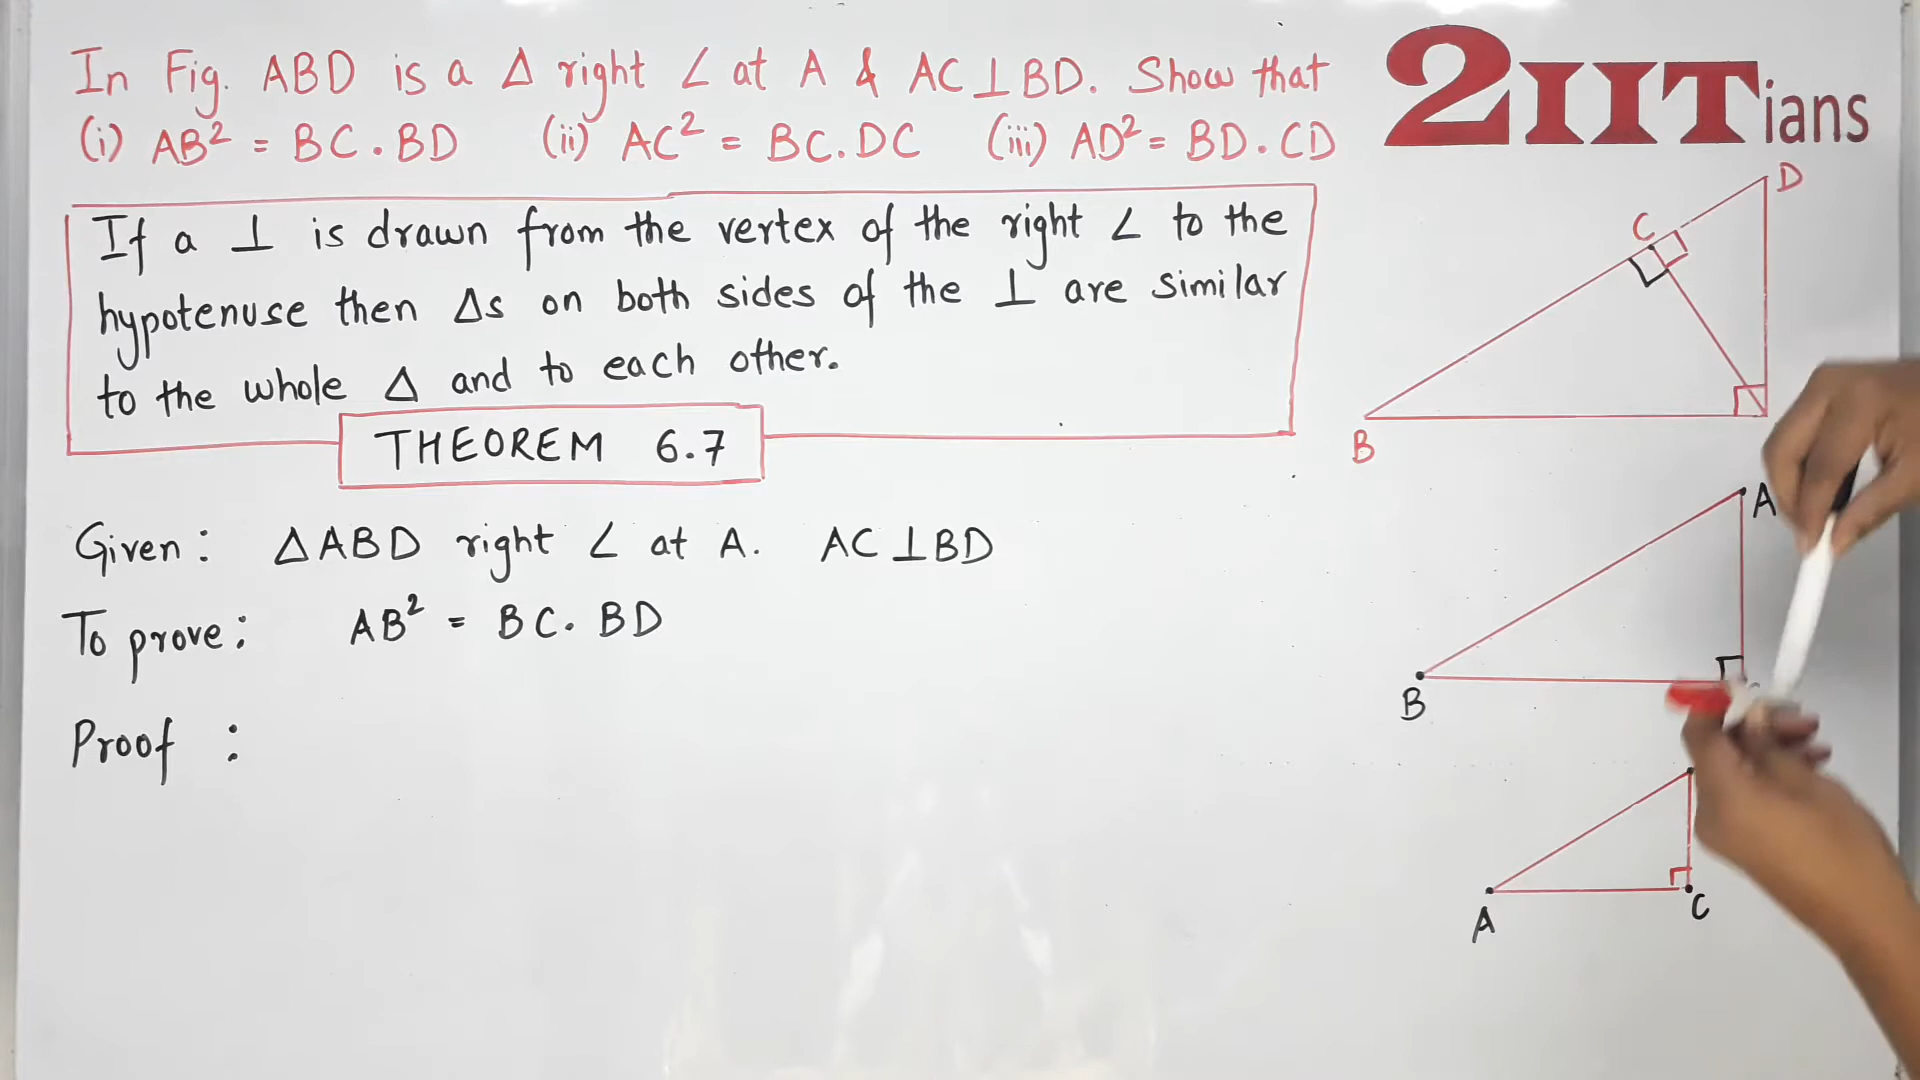 In Fig. ABD is a Δ right ∠ at A & AC⊥BD. Show that
(i) AB² = BC.BD (ii) AC² = BC.DC (iii) AD² = BD.CD
2IITians
If a ⊥ is drawn from the vertex of the right ∠ to the
hypotenuse then Δs on both sides of the ⊥ are similar
to the whole Δ and to each other.
THEOREM 6.7
Given: ΔABD right ∠ at A. AC⊥BD
To prove: AB² = BC.BD
Proof :
D
C
B
A
B
A
C